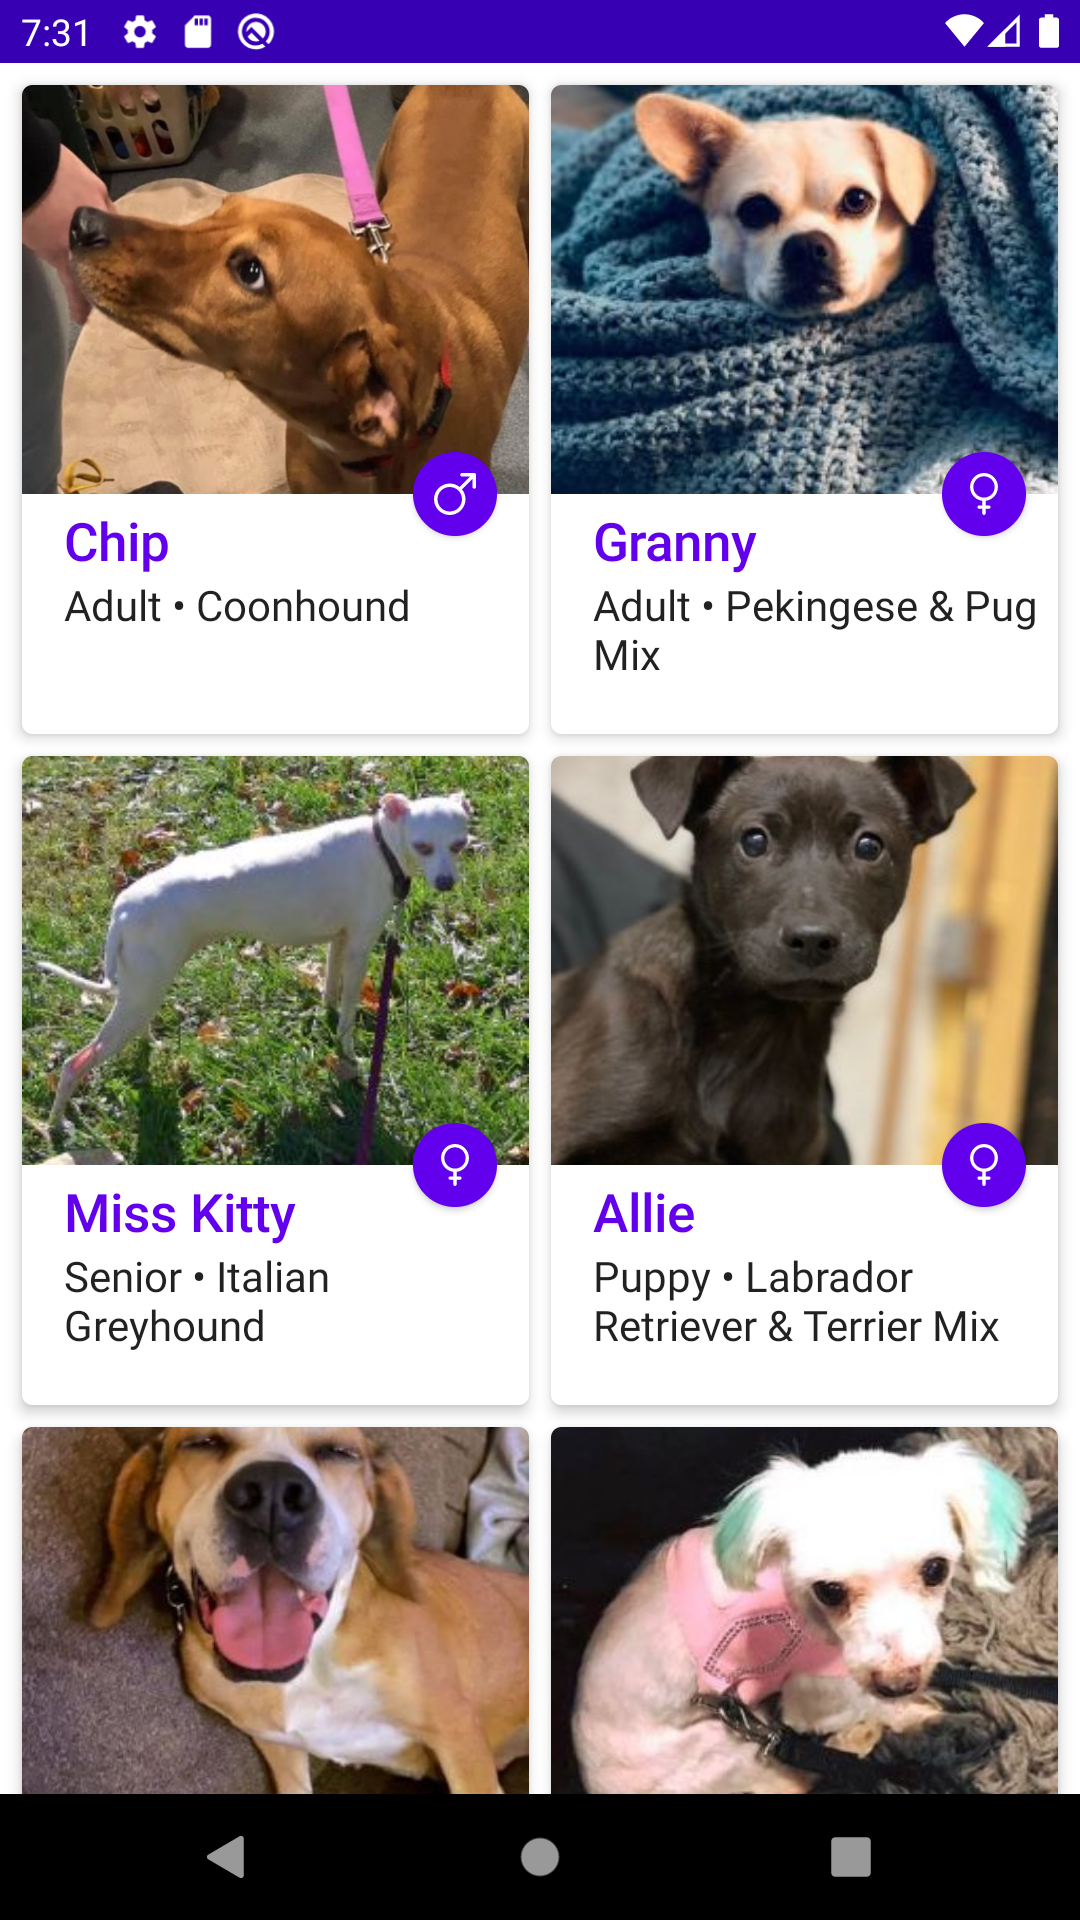 7:31
Chip
Adult • Coonhound
Granny
Adult • Pekingese & Pug
Mix
Miss Kitty
Senior • Italian
Greyhound
Allie
Puppy • Labrador
Retriever & Terrier Mix